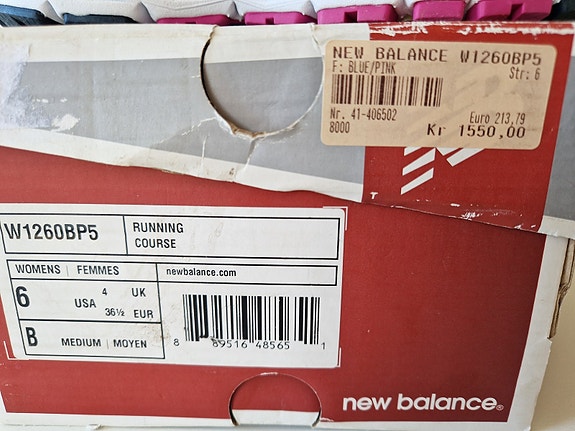 NEW BALANCE W1260BP5
F: BLUE/PINK Str: 6
Nr. 41-406502 Euro 213,79
8000 Kr 1550,00
T
W1260BP5
RUNNING
COURSE
WOMENS | FEMMES
newbalance.com
6 USA 4 UK
36½ EUR
B MEDIUM | MOYEN
8 89516 48565 1
new balance®